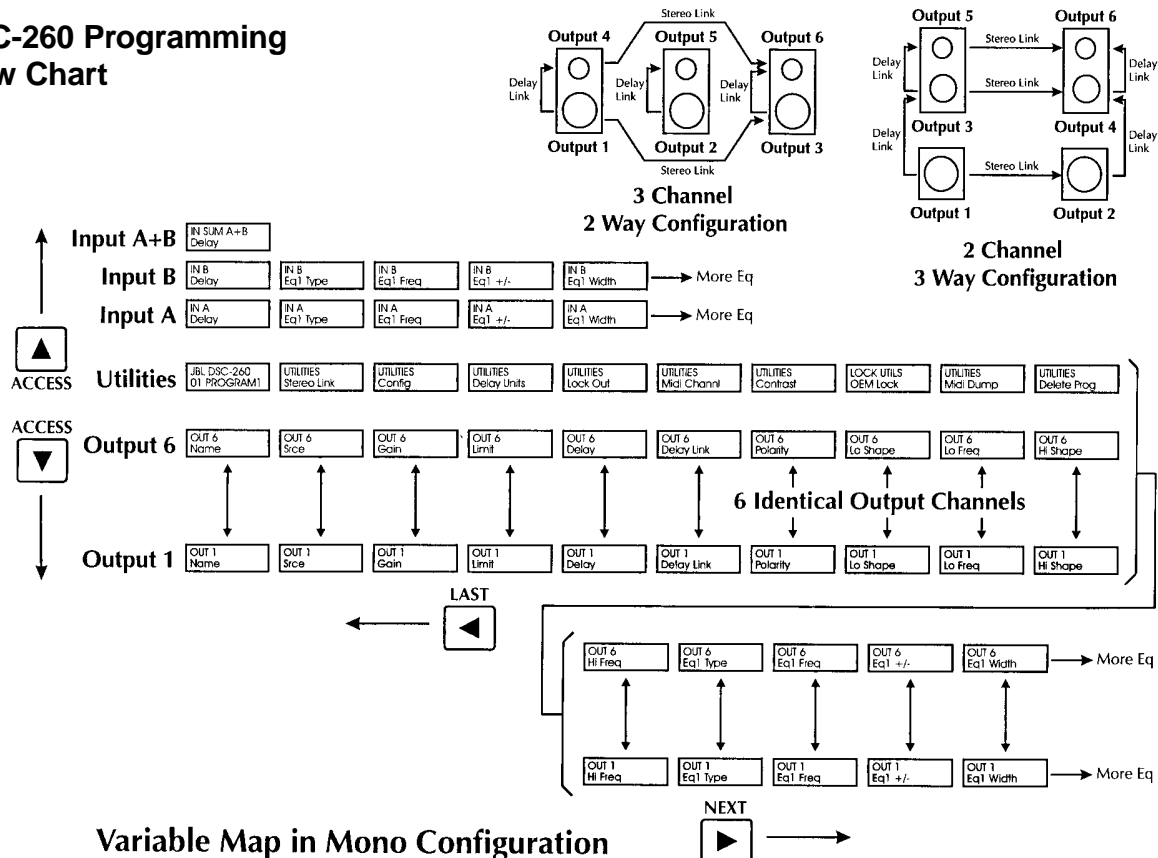 C-260 Programming
w Chart
Stereo Link
Output 4 Output 5 Output 6
Delay Link Delay Link Delay Link
Output 1 Output 2 Output 3
Stereo Link
3 Channel
2 Way Configuration
Output 5 Output 6
Stereo Link
Delay Link Stereo Link Delay Link
Output 3 Output 4
Delay Link Stereo Link Delay Link
Output 1 Output 2
2 Channel
3 Way Configuration
Input A+B
IN SUM A+B
Delay
Input B
IN B IN B IN B IN B IN B
Delay Eq1 Type Eq1 Freq Eq1 +/- Eq1 Width
More Eq
Input A
IN A IN A IN A IN A IN A
Delay Eq1 Type Eq1 Freq Eq1 +/- Eq1 Width
More Eq
ACCESS
Utilities
JBL DSC-260 UTILITIES UTILITIES UTILITIES UTILITIES UTILITIES UTILITIES LOCK UTILS UTILITIES UTILITIES
01 PROGRAM1 Stereo Link Config Delay Units Lock Out Midi Channl Contrast OEM Lock Midi Dump Delete Prog
ACCESS
Output 6
OUT 6 OUT 6 OUT 6 OUT 6 OUT 6 OUT 6 OUT 6 OUT 6 OUT 6 OUT 6
Name Srce Gain Limit Delay Delay Link Polarity Lo Shape Lo Freq Hi Shape
6 Identical Output Channels
Output 1
OUT 1 OUT 1 OUT 1 OUT 1 OUT 1 OUT 1 OUT 1 OUT 1 OUT 1 OUT 1
Name Srce Gain Limit Delay Delay Link Polarity Lo Shape Lo Freq Hi Shape
LAST
OUT 6 OUT 6 OUT 6 OUT 6 OUT 6
Hi Freq Eq1 Type Eq1 Freq Eq1 +/- Eq1 Width
More Eq
OUT 1 OUT 1 OUT 1 OUT 1 OUT 1
Hi Freq Eq1 Type Eq1 Freq Eq1 +/- Eq1 Width
More Eq
NEXT
Variable Map in Mono Configuration